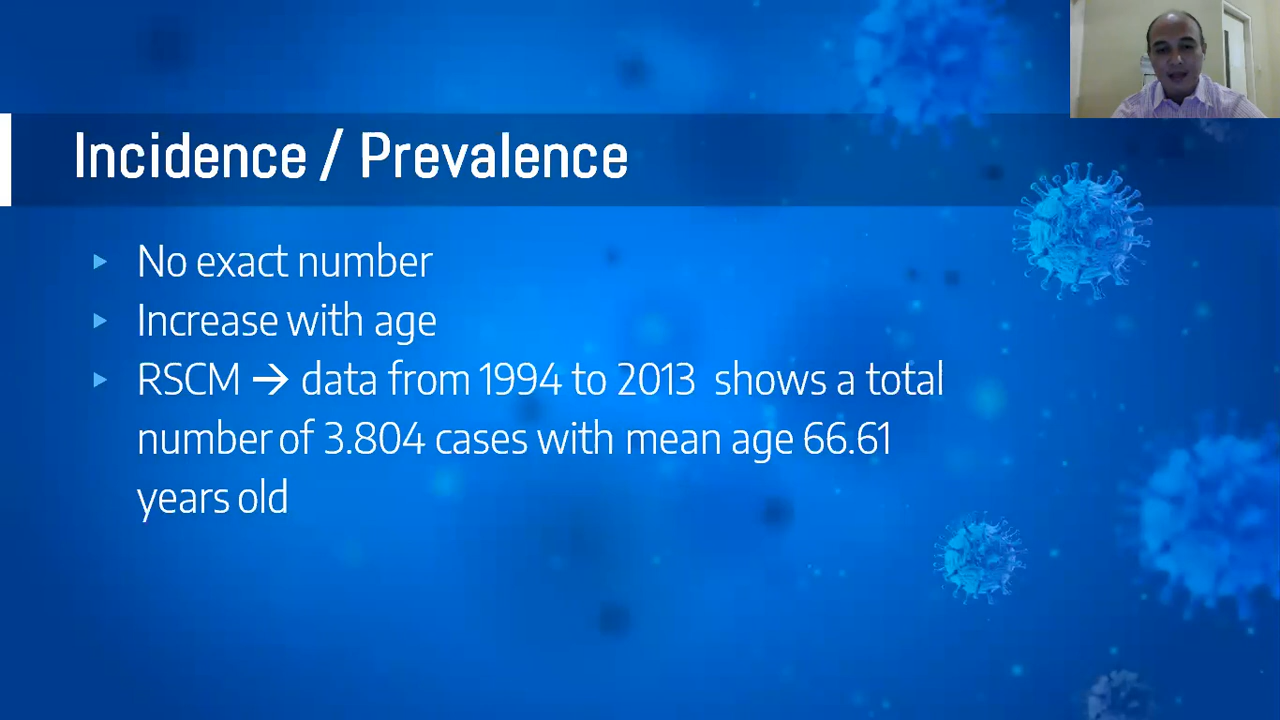 Incidence / Prevalence
No exact number
Increase with age
RSCM → data from 1994 to 2013 shows a total
number of 3.804 cases with mean age 66.61
years old